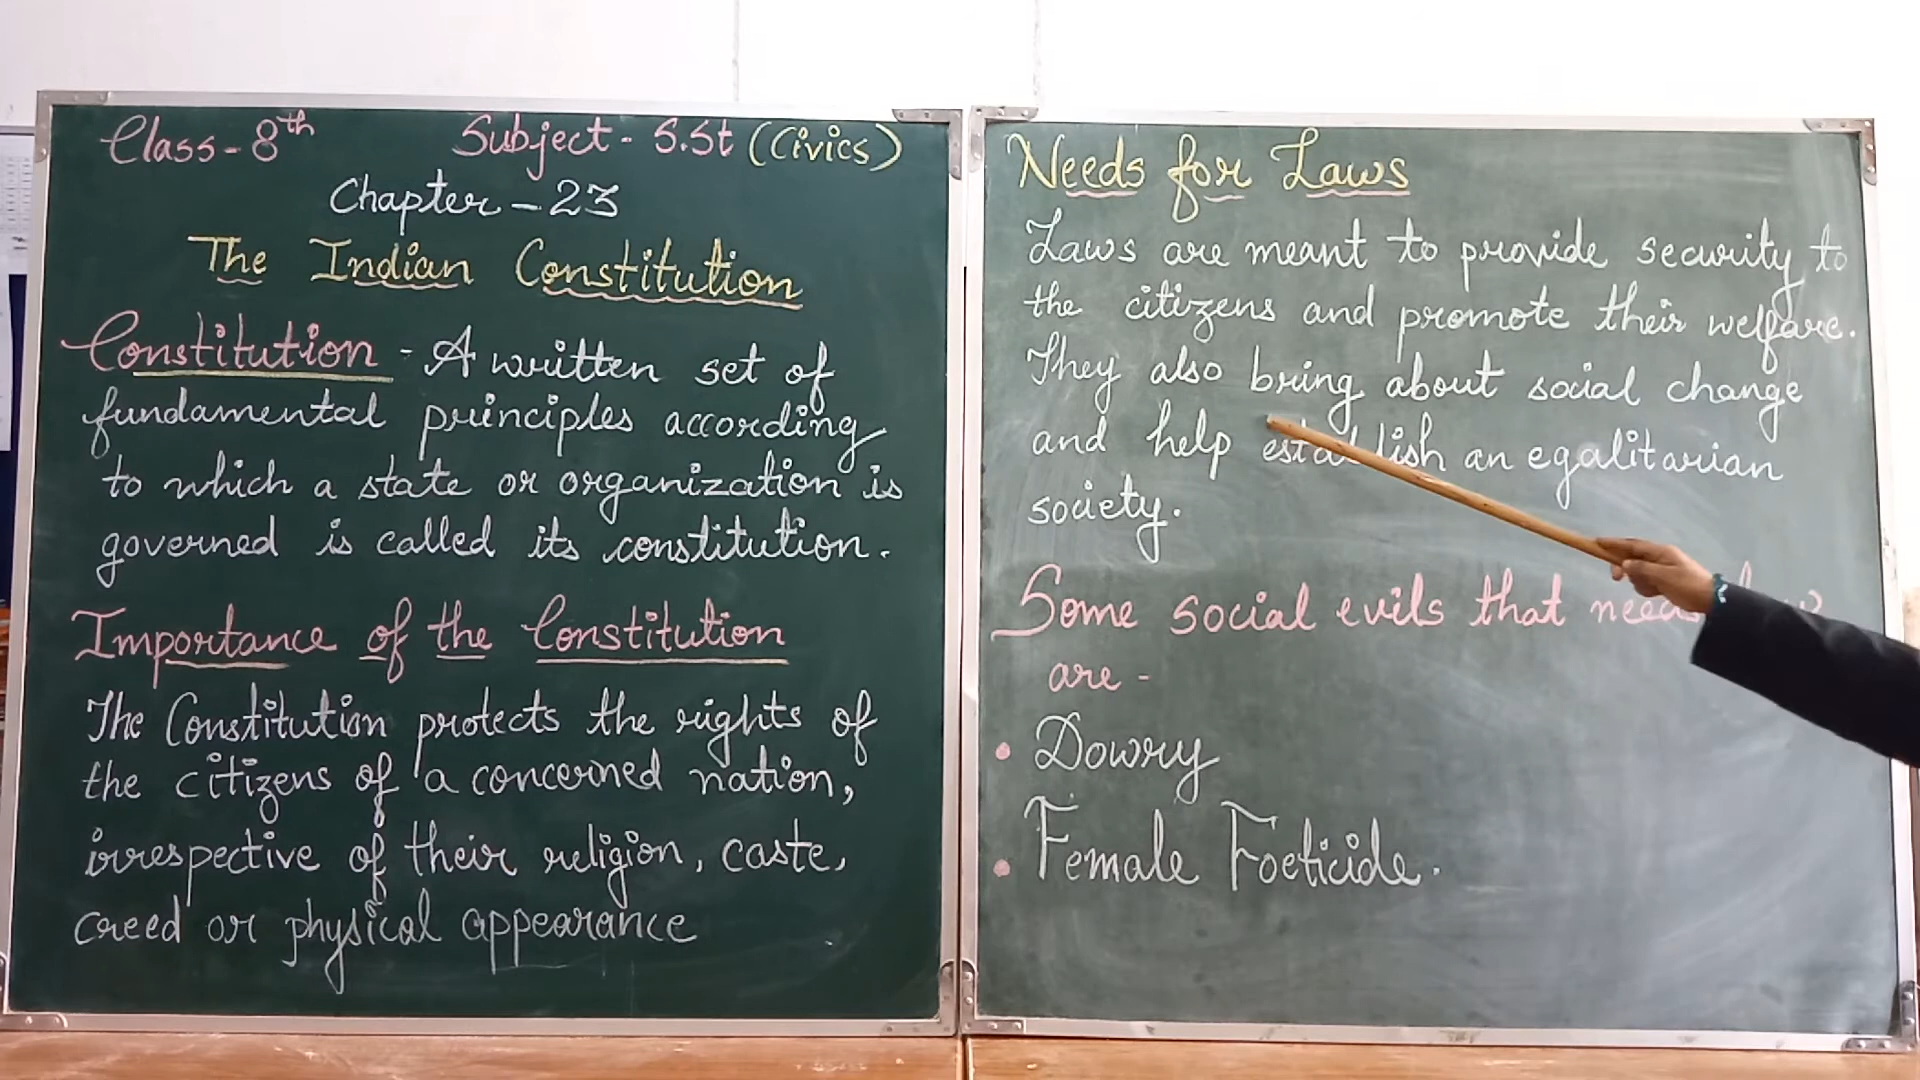 Class - 8th Subject - S.St (Civics)
Chapter - 23
The Indian Constitution
Constitution - A written set of
fundamental principles according
to which a state or organization is
governed is called its constitution.
Importance of the Constitution
The Constitution protects the rights of
the citizens of a concerned nation,
irrespective of their religion, caste,
creed or physical appearance
Needs for Laws
Laws are meant to provide security to
the citizens and promote their welfare.
They also bring about social change
and help establish an egalitarian
society.
Some social evils that needs
are -
• Dowry
• Female Foeticide.